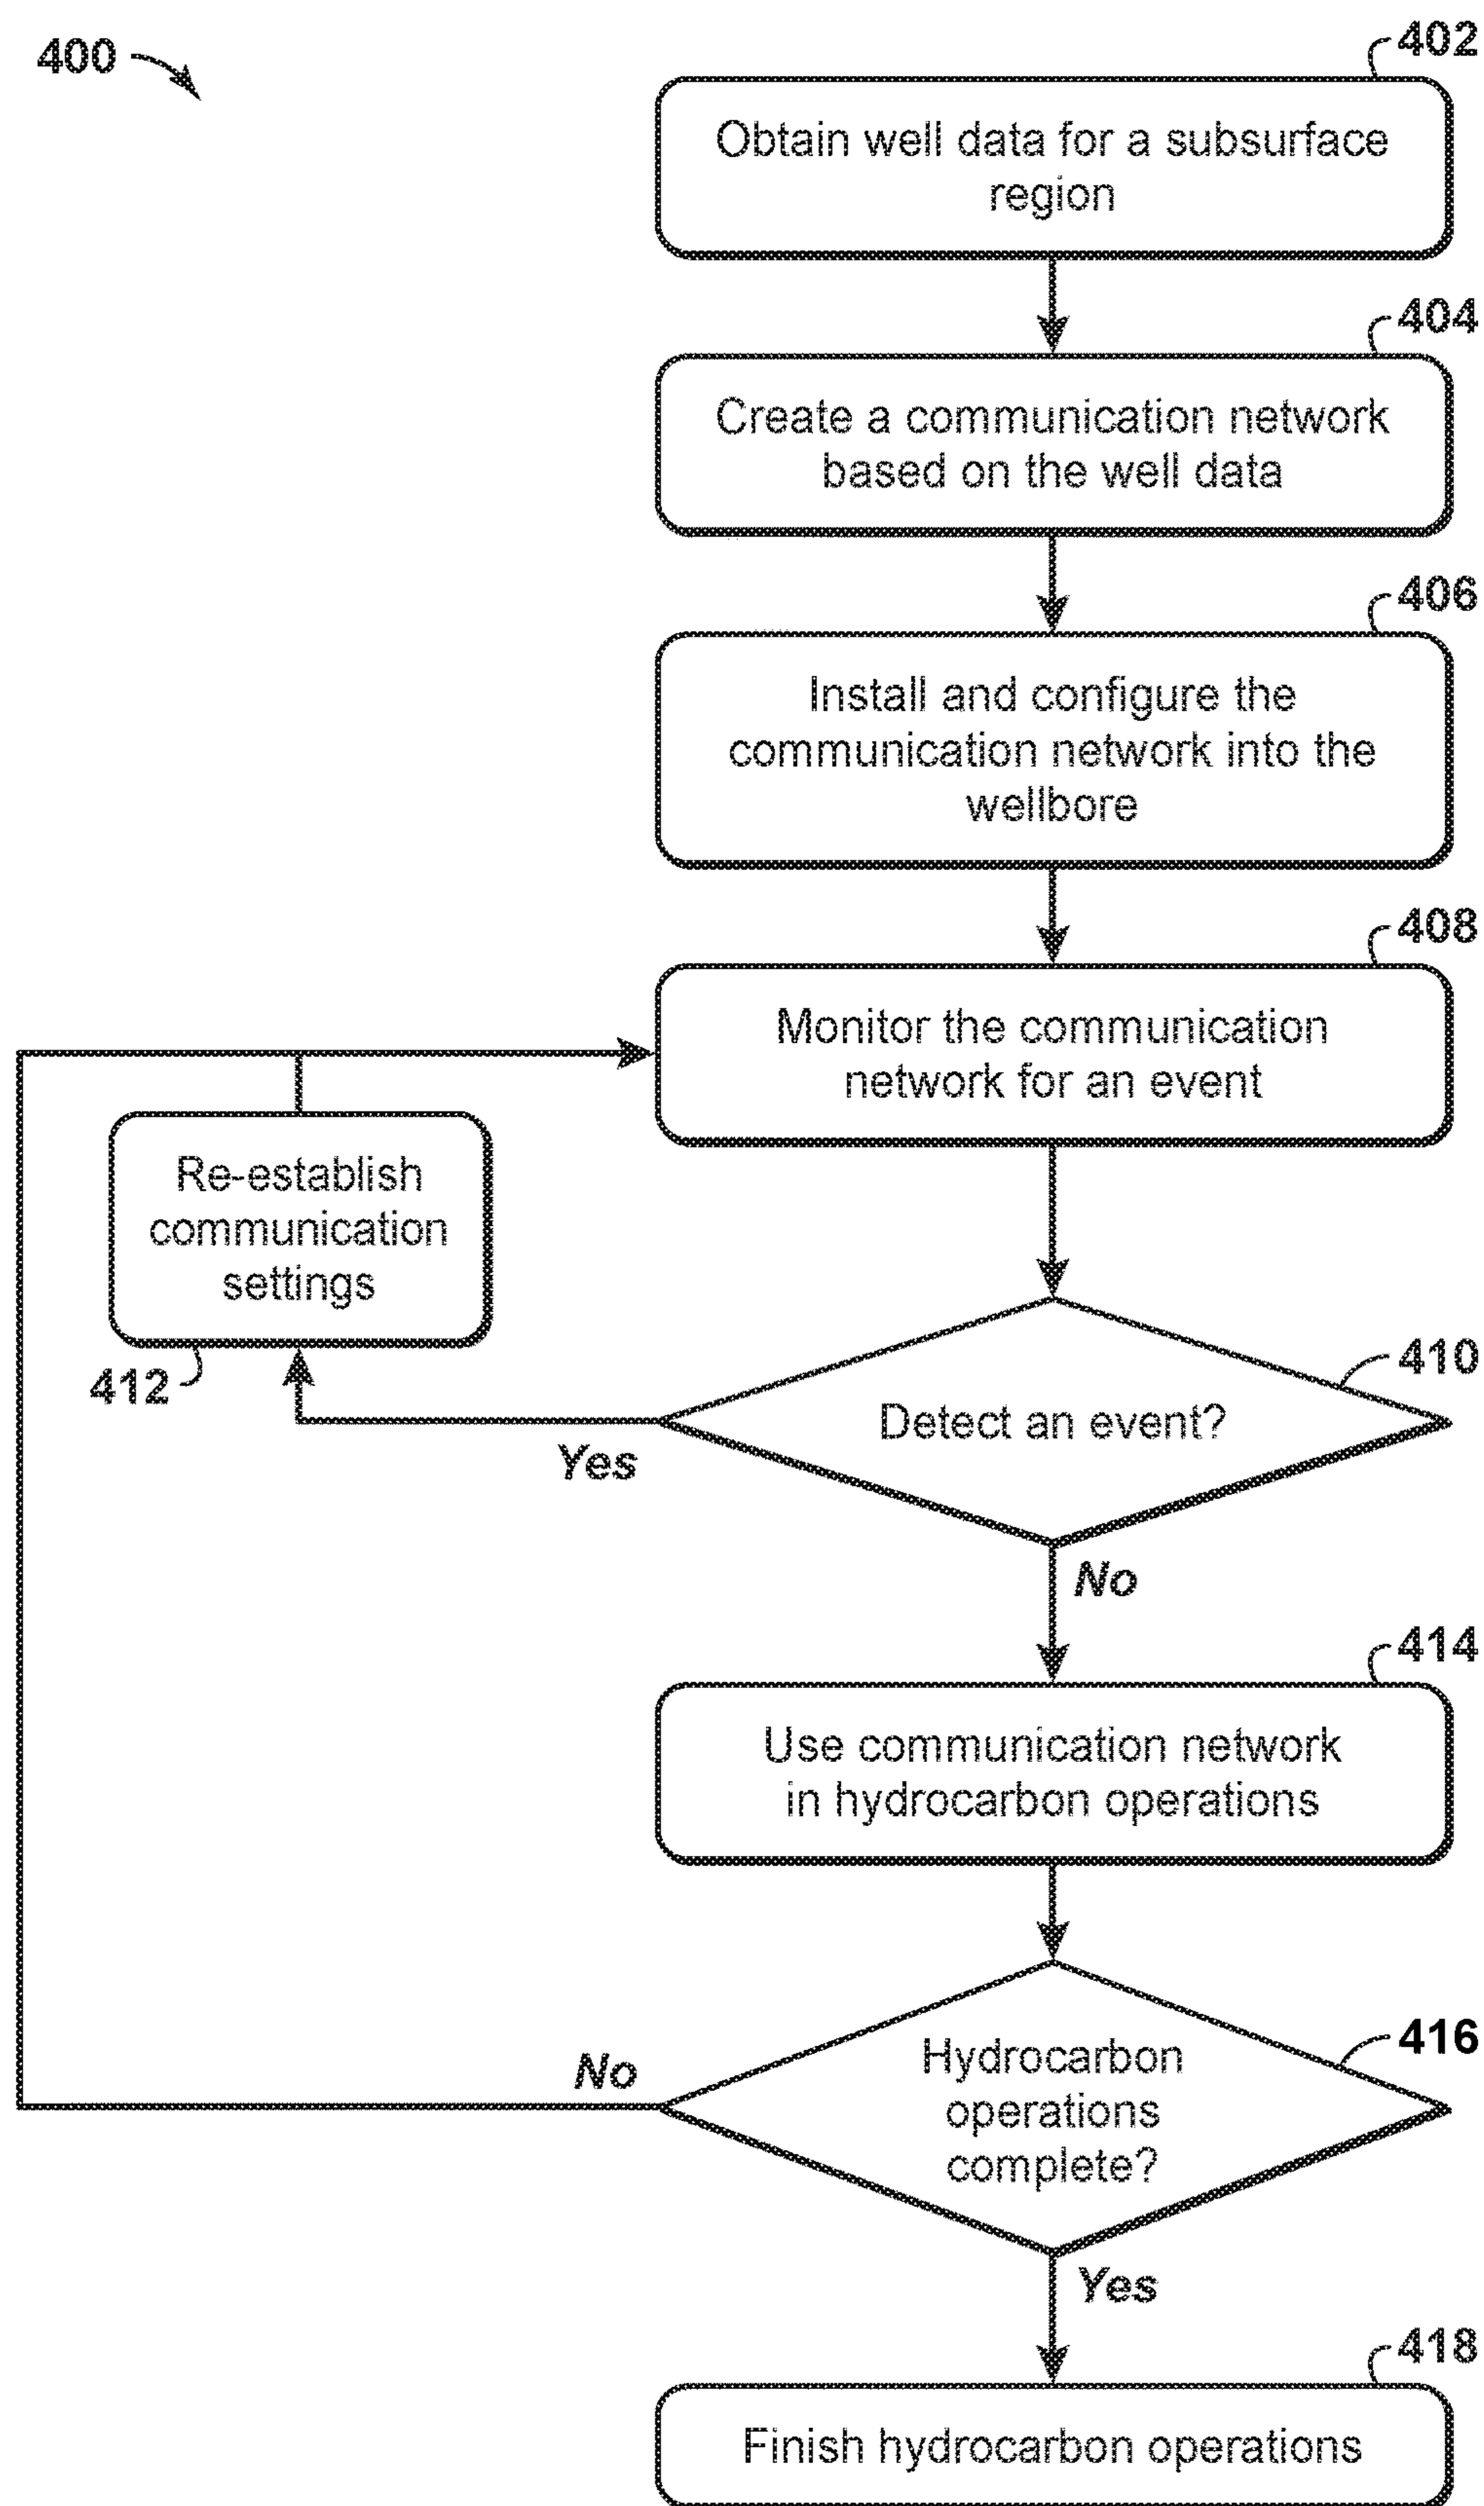 400
402
Obtain well data for a subsurface
region
404
Create a communication network
based on the well data
406
Install and configure the
communication network into the
wellbore
408
Monitor the communication
network for an event
Re-establish
communication
settings
412
410
Detect an event?
Yes
No
414
Use communication network
in hydrocarbon operations
416
Hydrocarbon
operations
complete?
No
Yes
418
Finish hydrocarbon operations